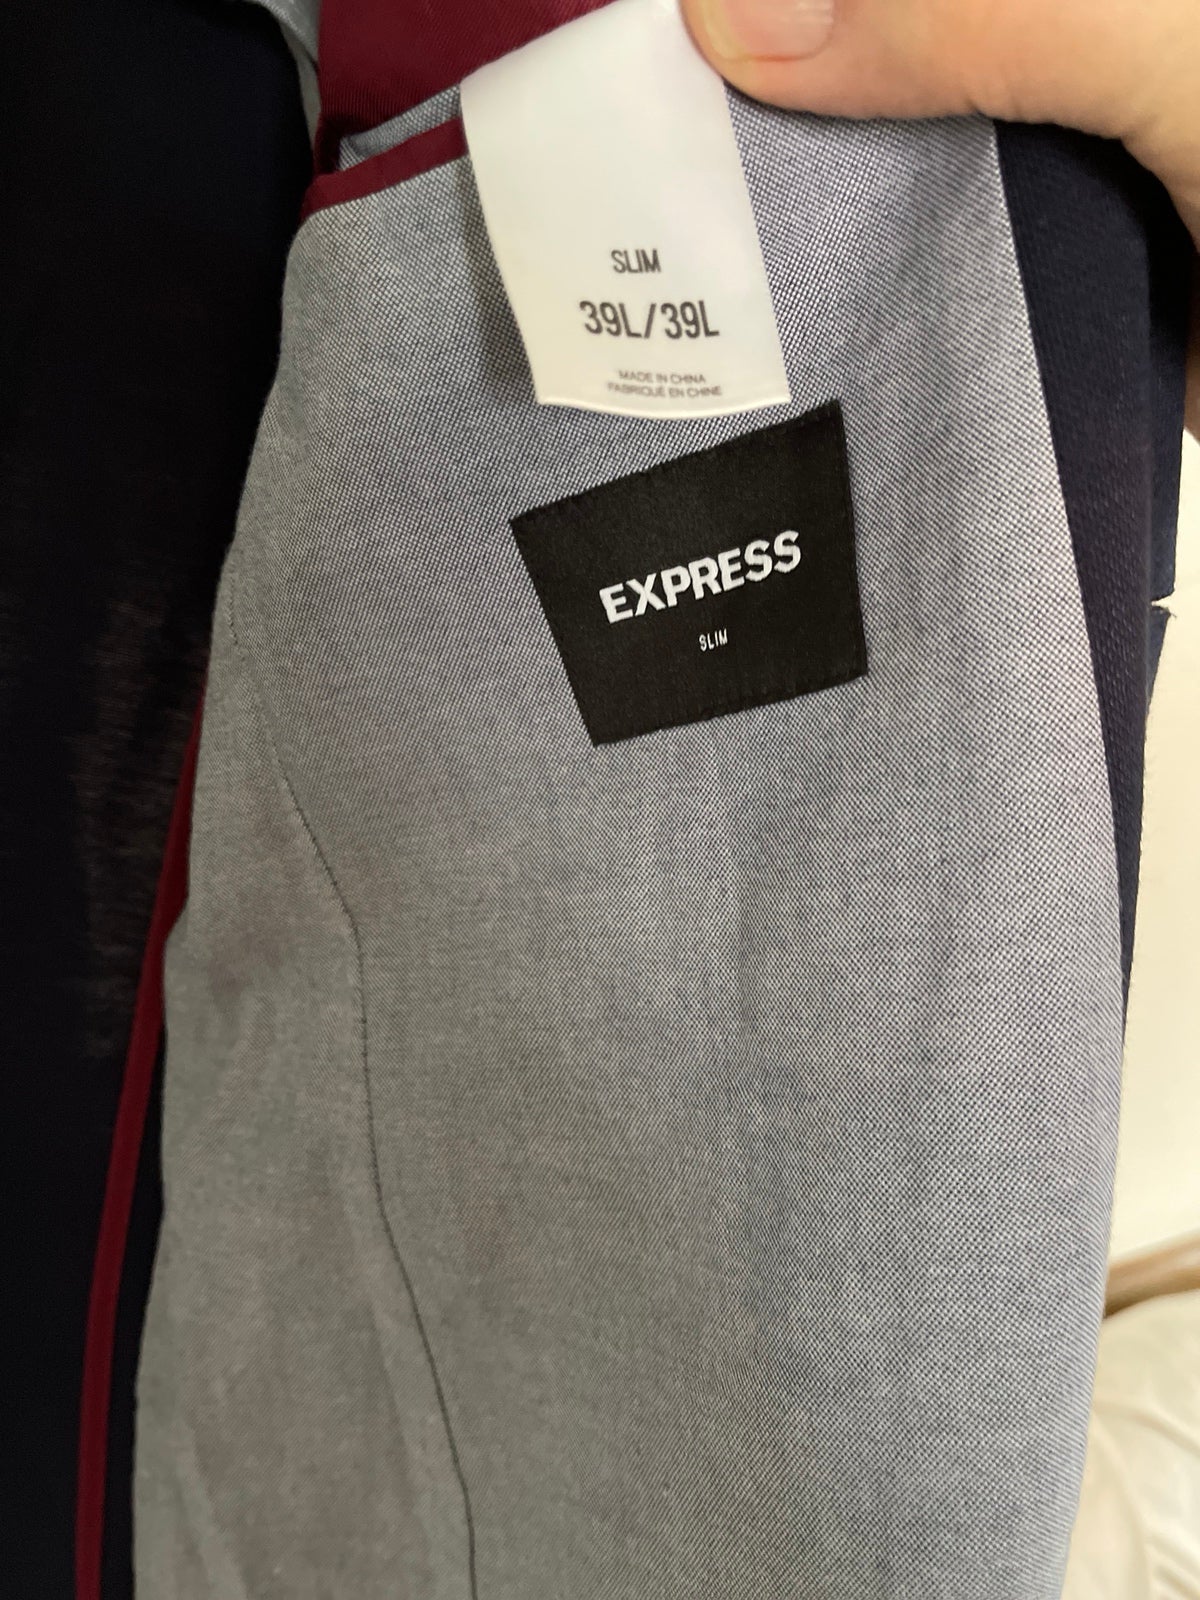 SLIM
39L/39L
MADE IN CHINA
FABRIQUÉ EN CHINE
EXPRESS
SLIM